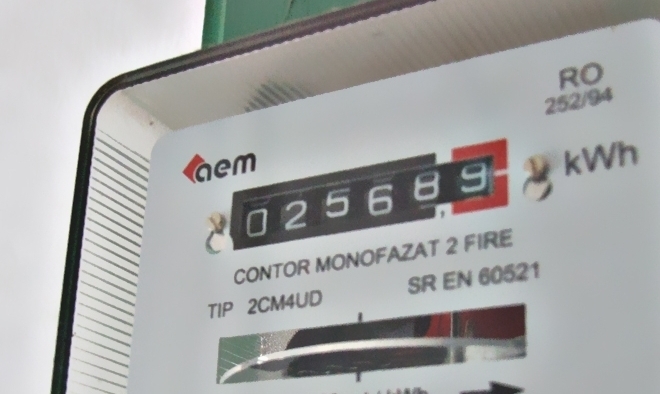 RO
252/94
aem
025689
kWh
CONTOR MONOFAZAT 2 FIRE
TIP 2CM4UD SR EN 60521